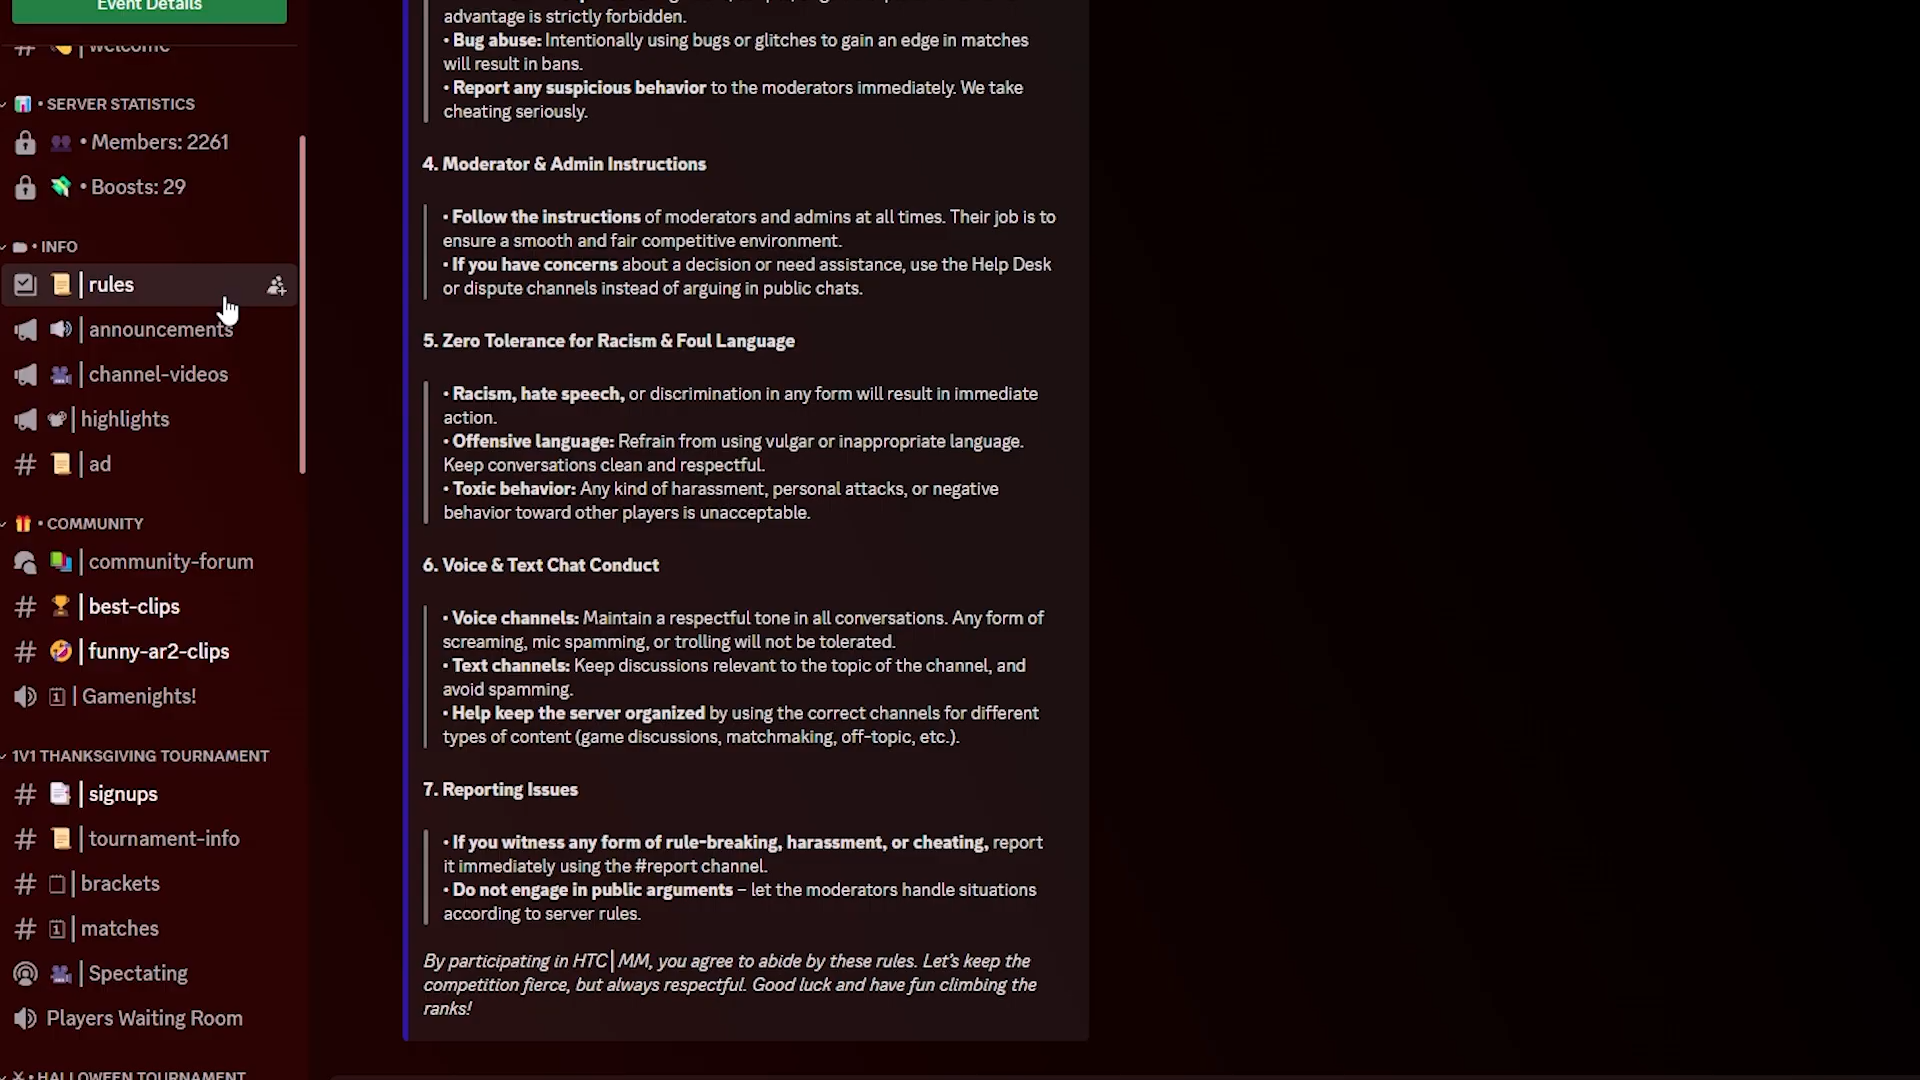 Event Details
welcome
• SERVER STATISTICS
• Members: 2261
• Boosts: 29
• INFO
| rules
| announcements
| channel-videos
| highlights
| ad
• COMMUNITY
| community-forum
| best-clips
| funny-ar2-clips
1 | Gamenights!
1V1 THANKSGIVING TOURNAMENT
| signups
| tournament-info
| brackets
1 | matches
| Spectating
Players Waiting Room
• HALLOWEEN TOURNAMENT
advantage is strictly forbidden.
• Bug abuse: Intentionally using bugs or glitches to gain an edge in matches
will result in bans.
• Report any suspicious behavior to the moderators immediately. We take
cheating seriously.
4. Moderator & Admin Instructions
• Follow the instructions of moderators and admins at all times. Their job is to
ensure a smooth and fair competitive environment.
• If you have concerns about a decision or need assistance, use the Help Desk
or dispute channels instead of arguing in public chats.
5. Zero Tolerance for Racism & Foul Language
• Racism, hate speech, or discrimination in any form will result in immediate
action.
• Offensive language: Refrain from using vulgar or inappropriate language.
Keep conversations clean and respectful.
• Toxic behavior: Any kind of harassment, personal attacks, or negative
behavior toward other players is unacceptable.
6. Voice & Text Chat Conduct
• Voice channels: Maintain a respectful tone in all conversations. Any form of
screaming, mic spamming, or trolling will not be tolerated.
• Text channels: Keep discussions relevant to the topic of the channel, and
avoid spamming.
• Help keep the server organized by using the correct channels for different
types of content (game discussions, matchmaking, off-topic, etc.).
7. Reporting Issues
• If you witness any form of rule-breaking, harassment, or cheating, report
it immediately using the #report channel.
• Do not engage in public arguments – let the moderators handle situations
according to server rules.
By participating in HTC | MM, you agree to abide by these rules. Let's keep the
competition fierce, but always respectful. Good luck and have fun climbing the
ranks!